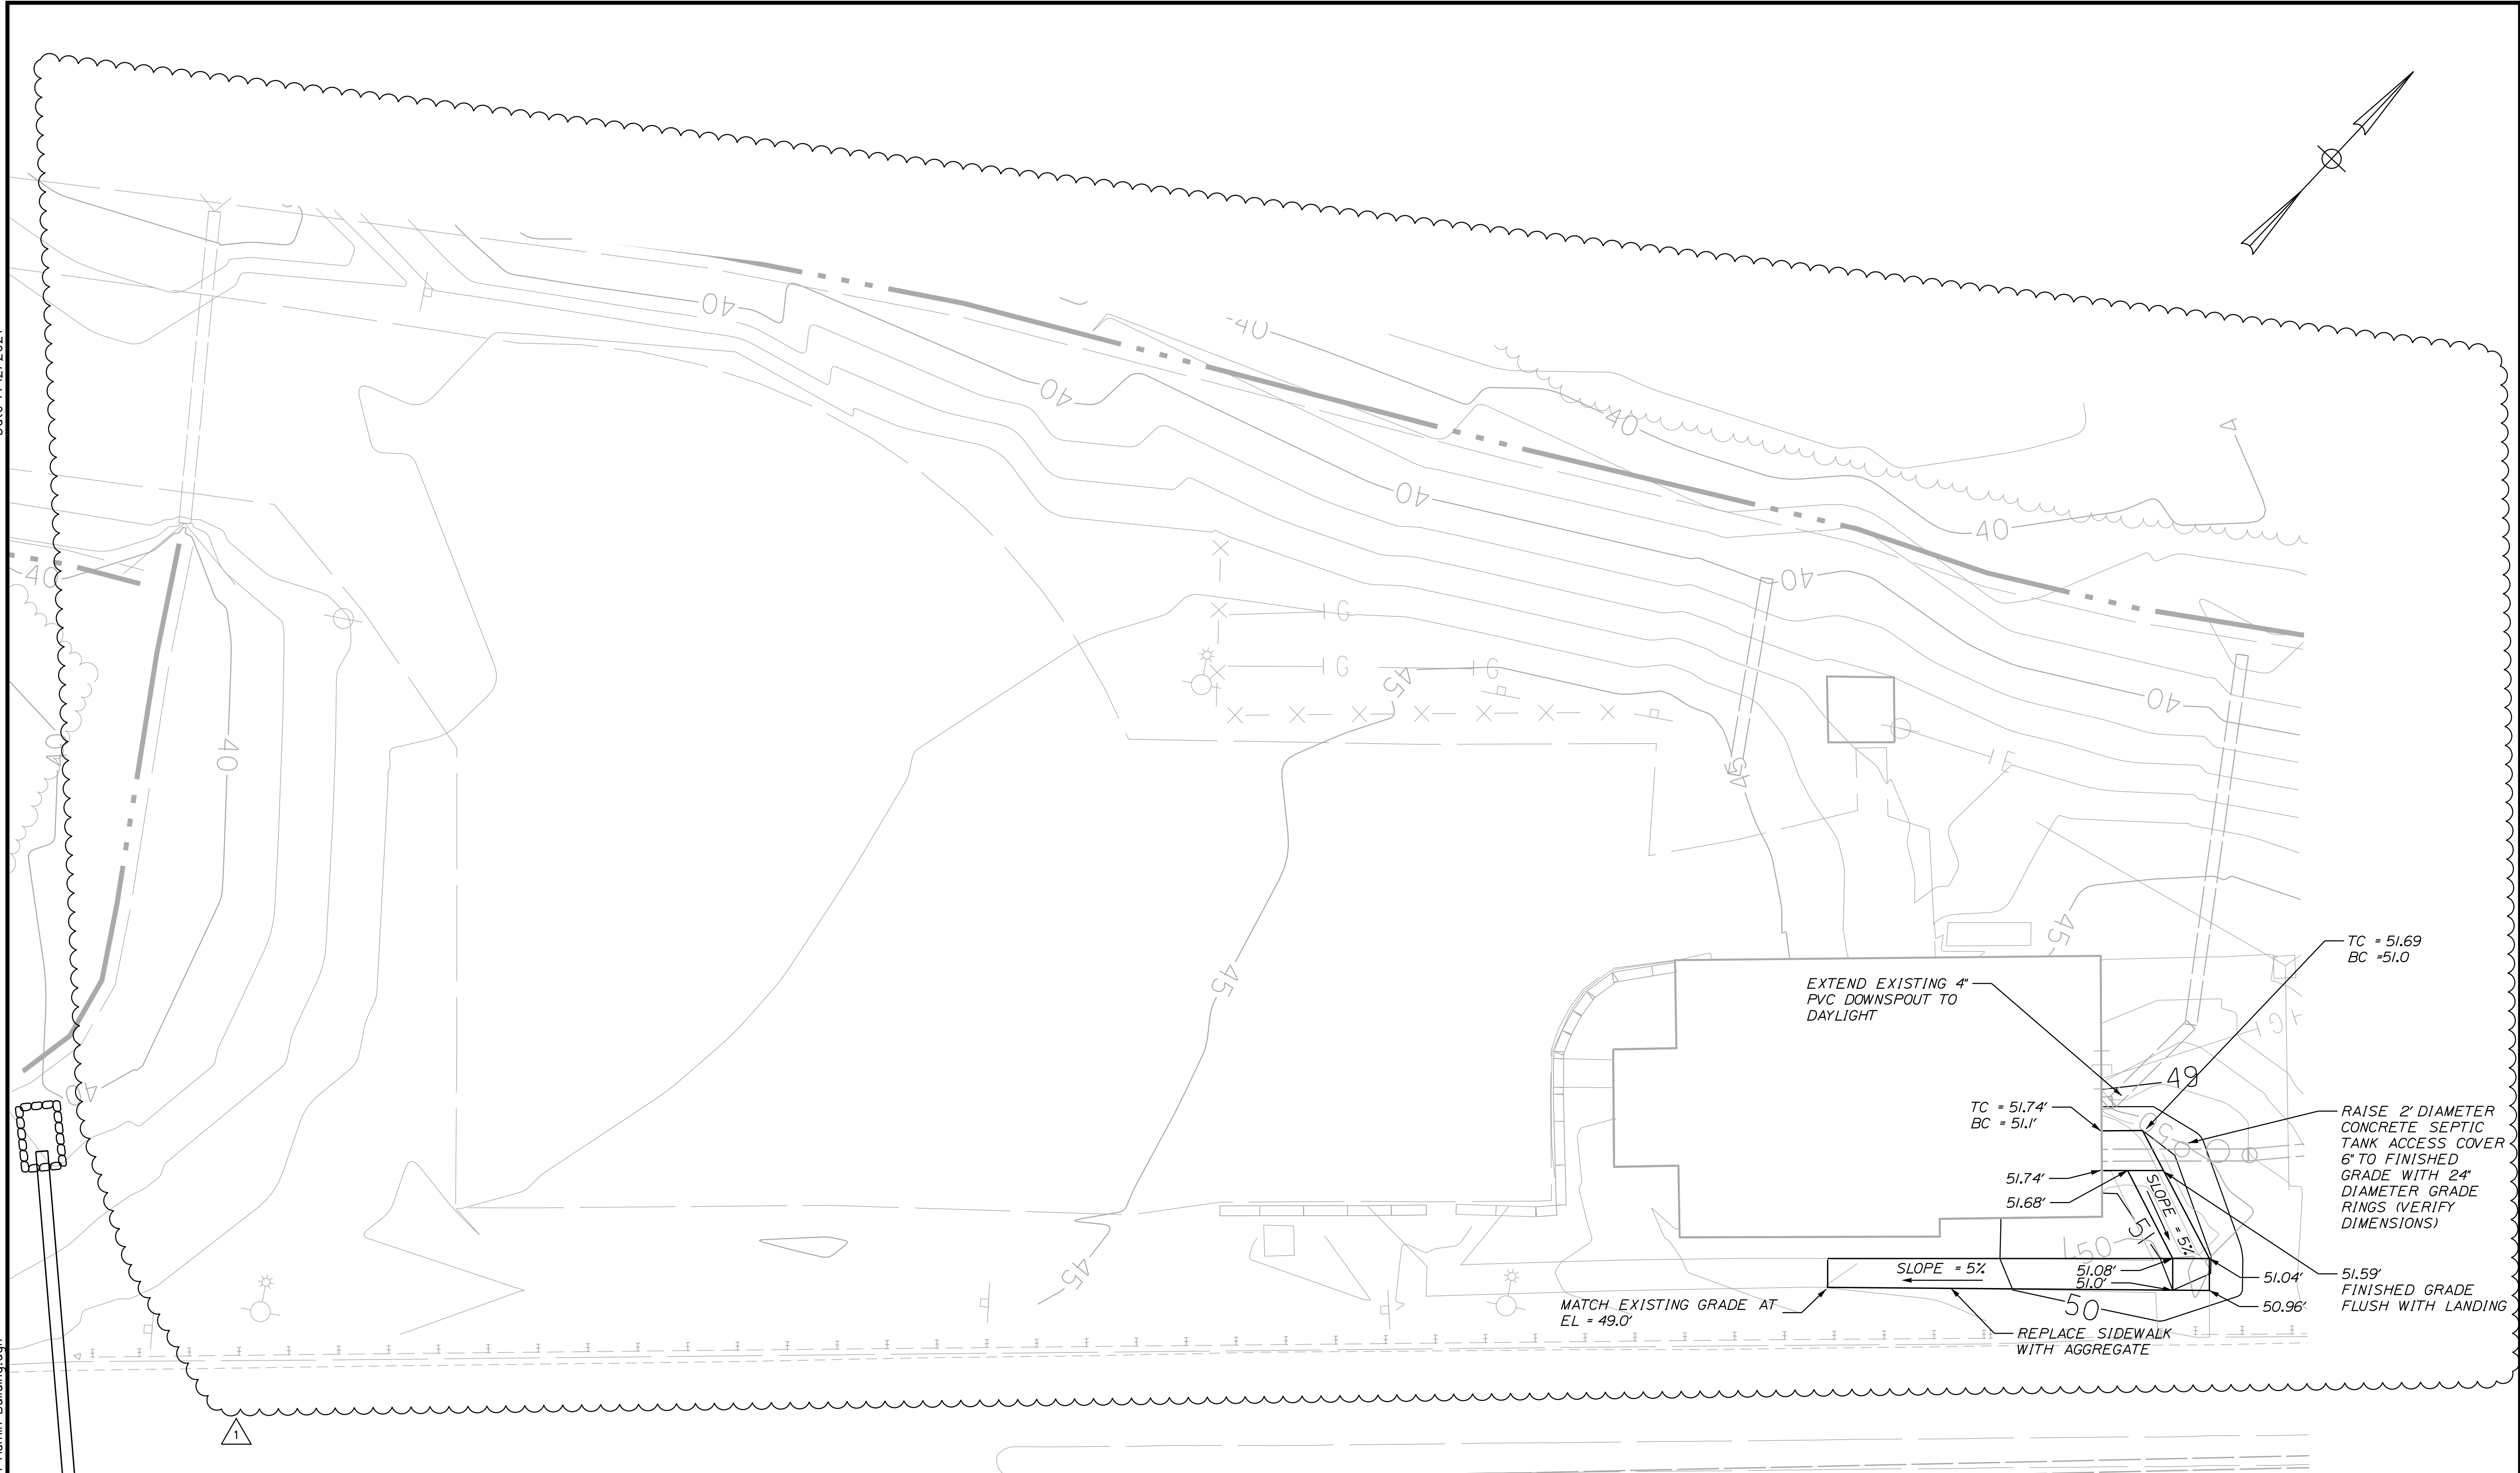 40
40
40
40
40
40
40
40
40
40
40
40
G
G
G
45
45
E
45
45
45
G
TC = 51.69
BC =51.0
EXTEND EXISTING 4"
PVC DOWNSPOUT TO
DAYLIGHT
49
TC = 51.74'
BC = 51.1'
RAISE 2' DIAMETER
CONCRETE SEPTIC
TANK ACCESS COVER
6" TO FINISHED
GRADE WITH 24"
DIAMETER GRADE
RINGS (VERIFY
DIMENSIONS)
51.74'
51.68'
SLOPE = 5%
51
50
SLOPE = 5%
51.08'
51.0'
51.04'
50.96'
51.59'
FINISHED GRADE
FLUSH WITH LANDING
50
MATCH EXISTING GRADE AT
EL = 49.0'
REPLACE SIDEWALK
WITH AGGREGATE
1